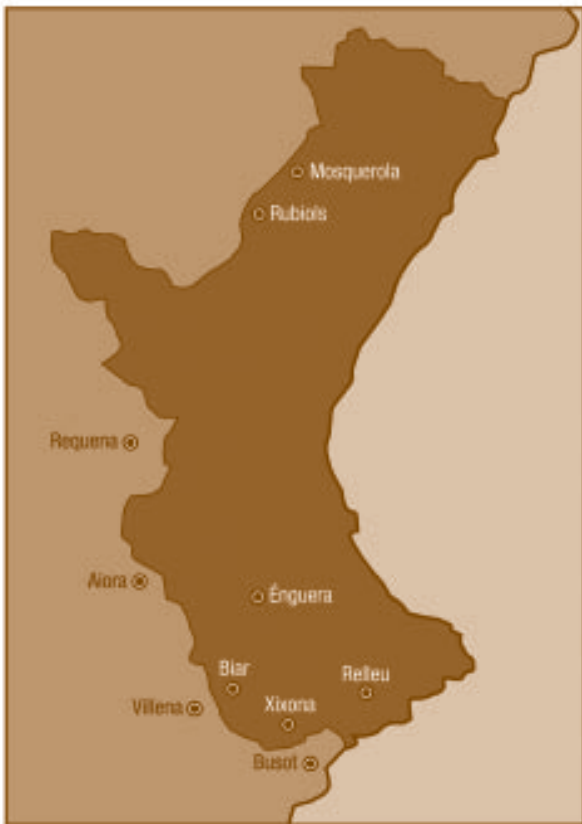 Mosquerola
Rubiols
Requena
Aiora
Énguera
Biar
Relleu
Villena
Xixona
Busot